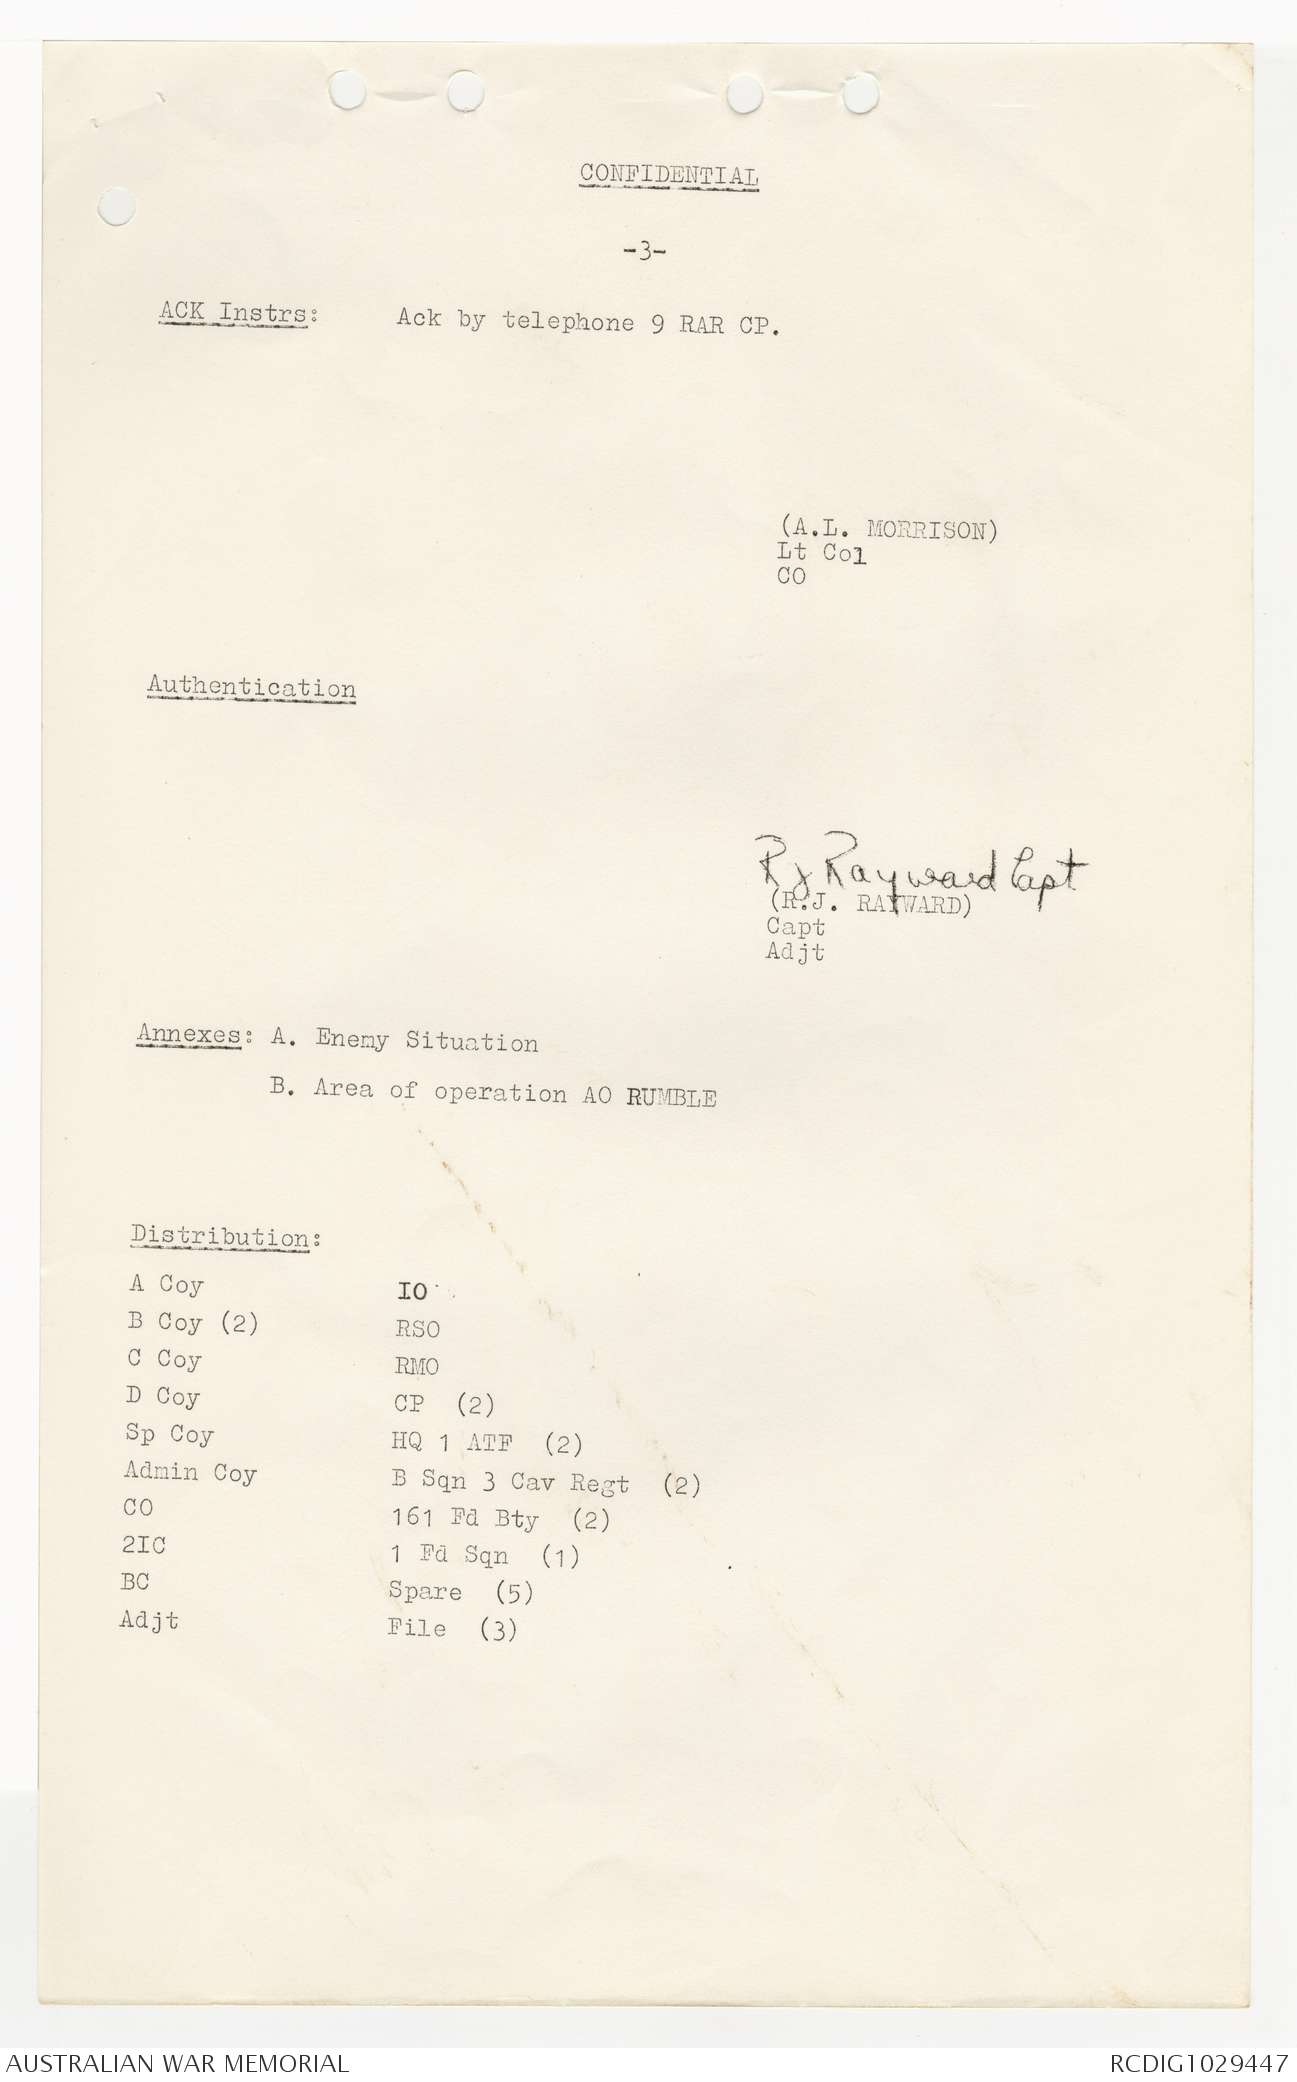 CONFIDENTIAL
-3-
ACK Instrs: Ack by telephone 9 RAR CP.
(A.L. MORRISON)
Lt Col
CO
Authentication
RJ Rayward Capt
(R.J. RAYWARD)
Capt
Adjt
Annexes: A. Enemy Situation
B. Area of operation AO RUMBLE
Distribution:
A Coy IO
B Coy (2) RSO
C Coy RMO
D Coy CP (2)
Sp Coy HQ 1 ATF (2)
Admin Coy B Sqn 3 Cav Regt (2)
CO 161 Fd Bty (2)
2IC 1 Fd Sqn (1)
BC Spare (5)
Adjt File (3)
AUSTRALIAN WAR MEMORIAL RCDIG1029447